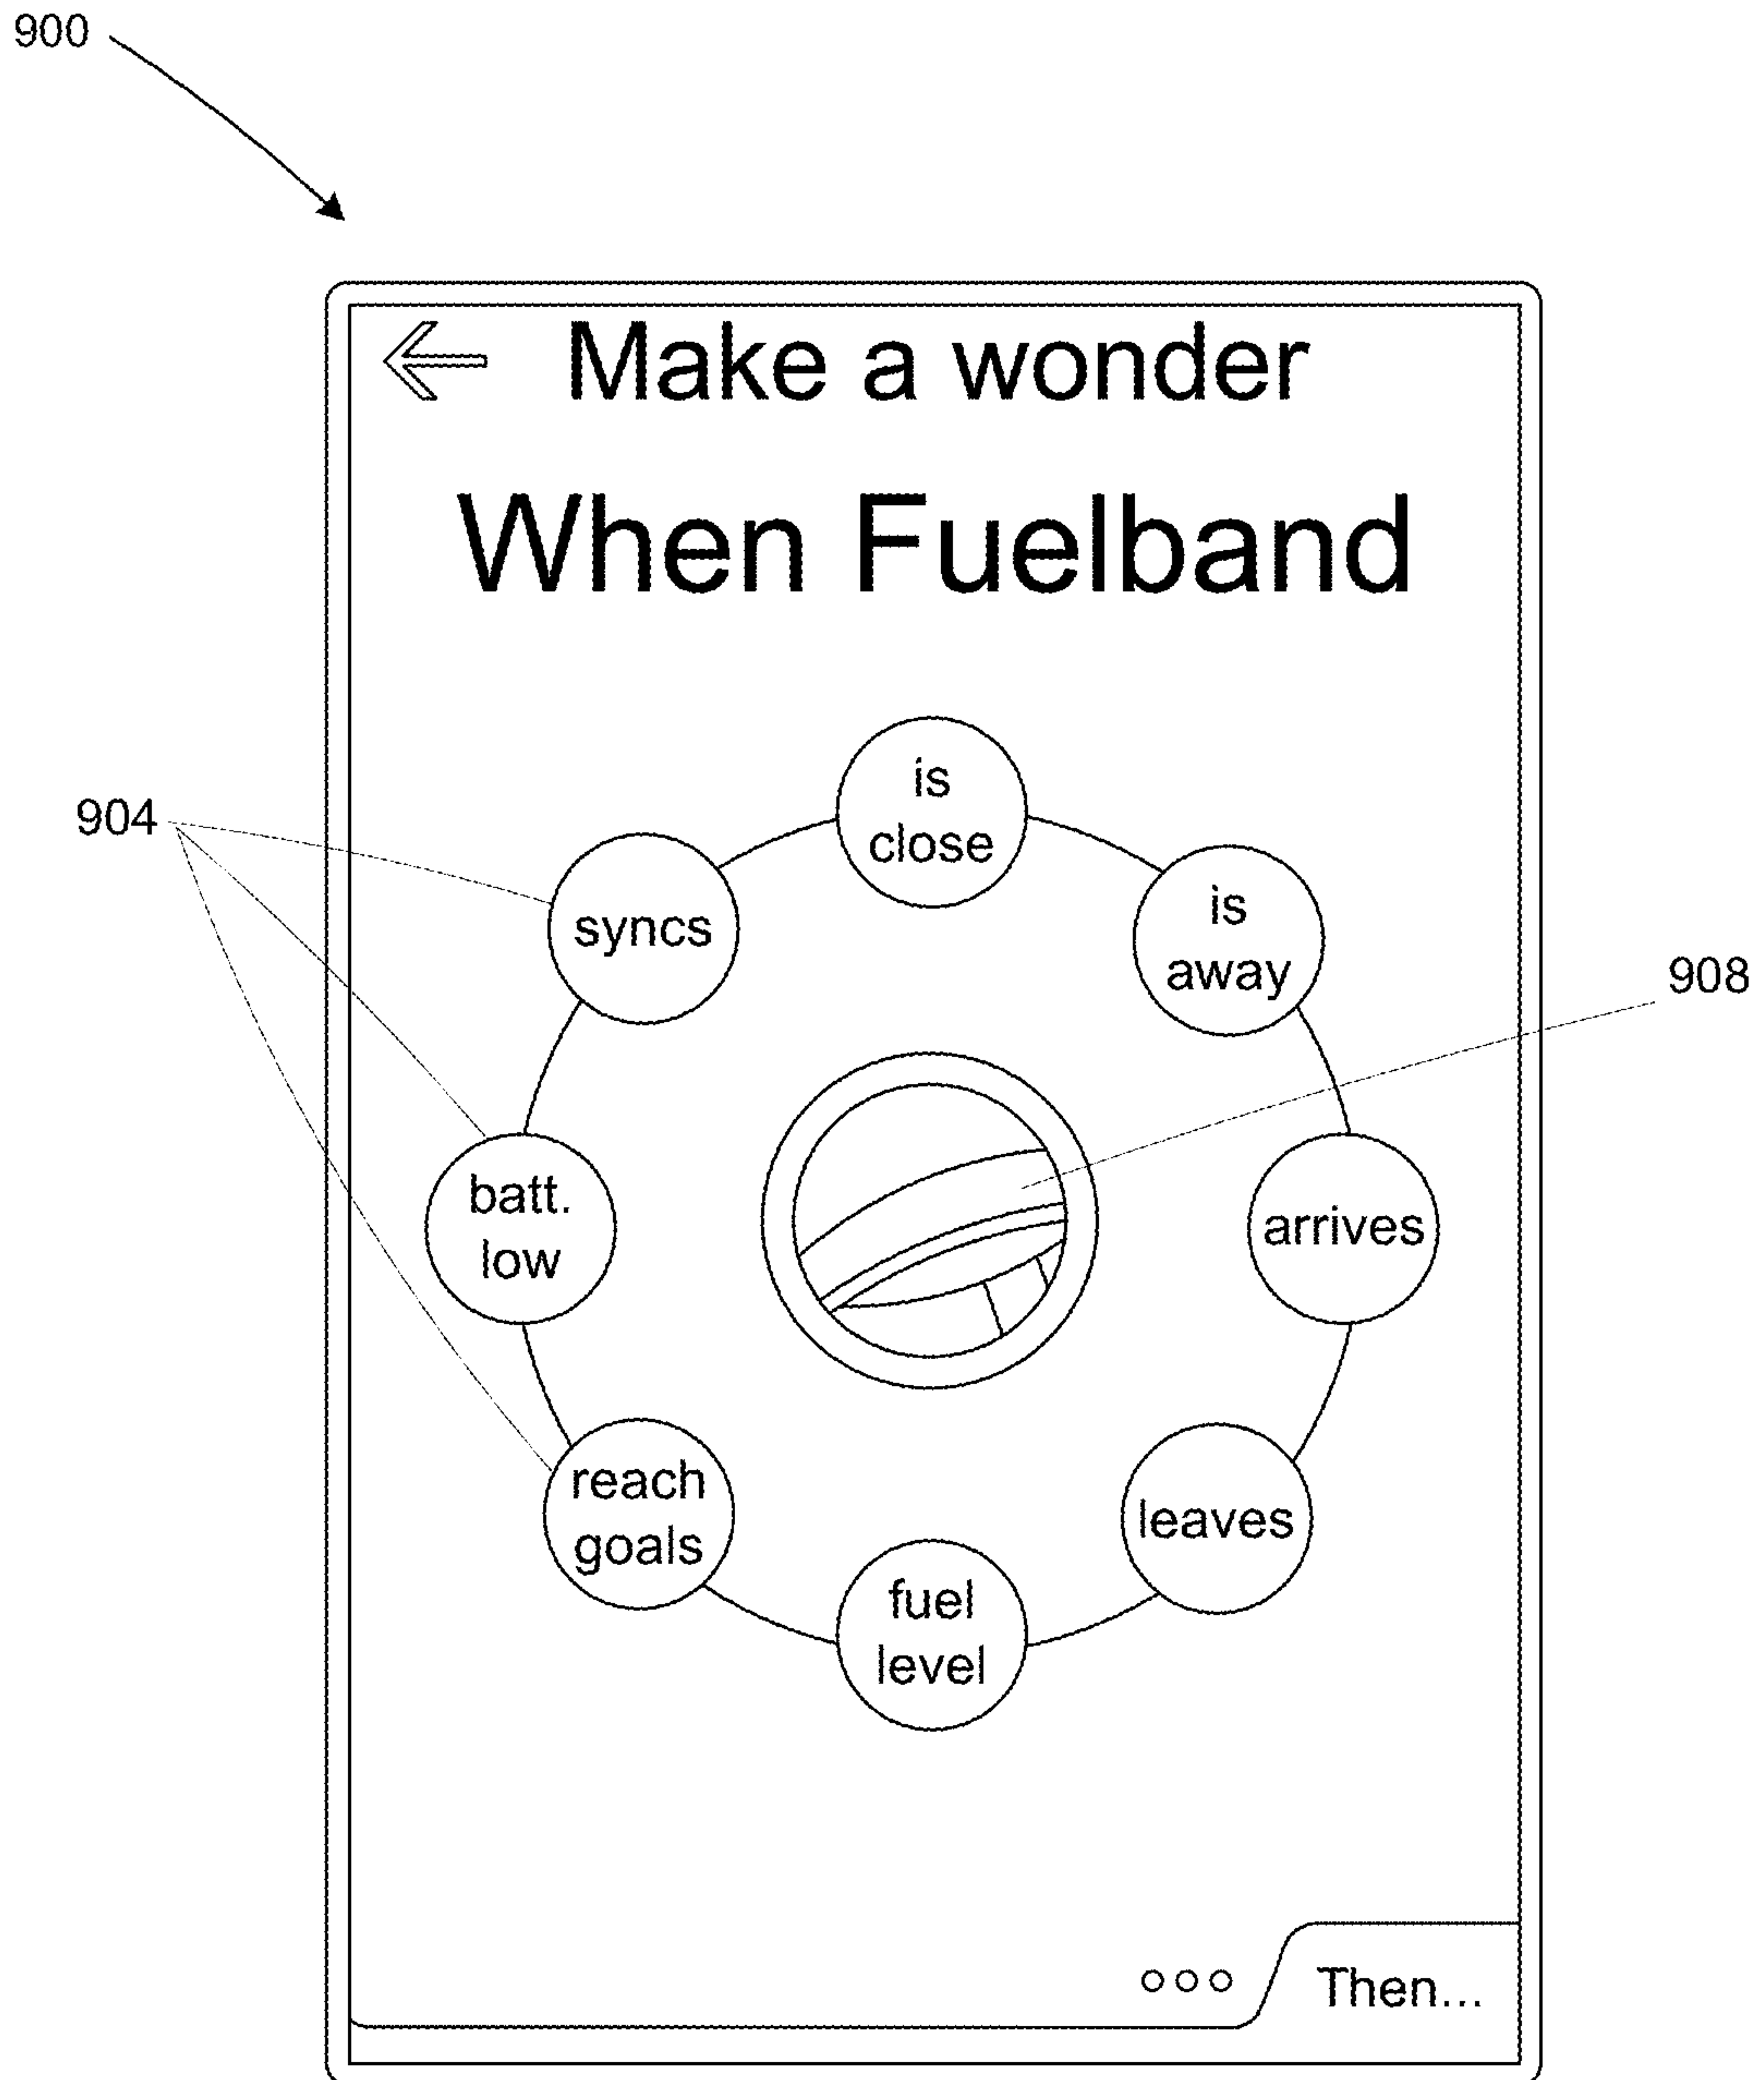 900
Make a wonder
When Fuelband
is
close
904
syncs
is
away
908
batt.
low
arrives
reach
goals
leaves
fuel
level
Then...